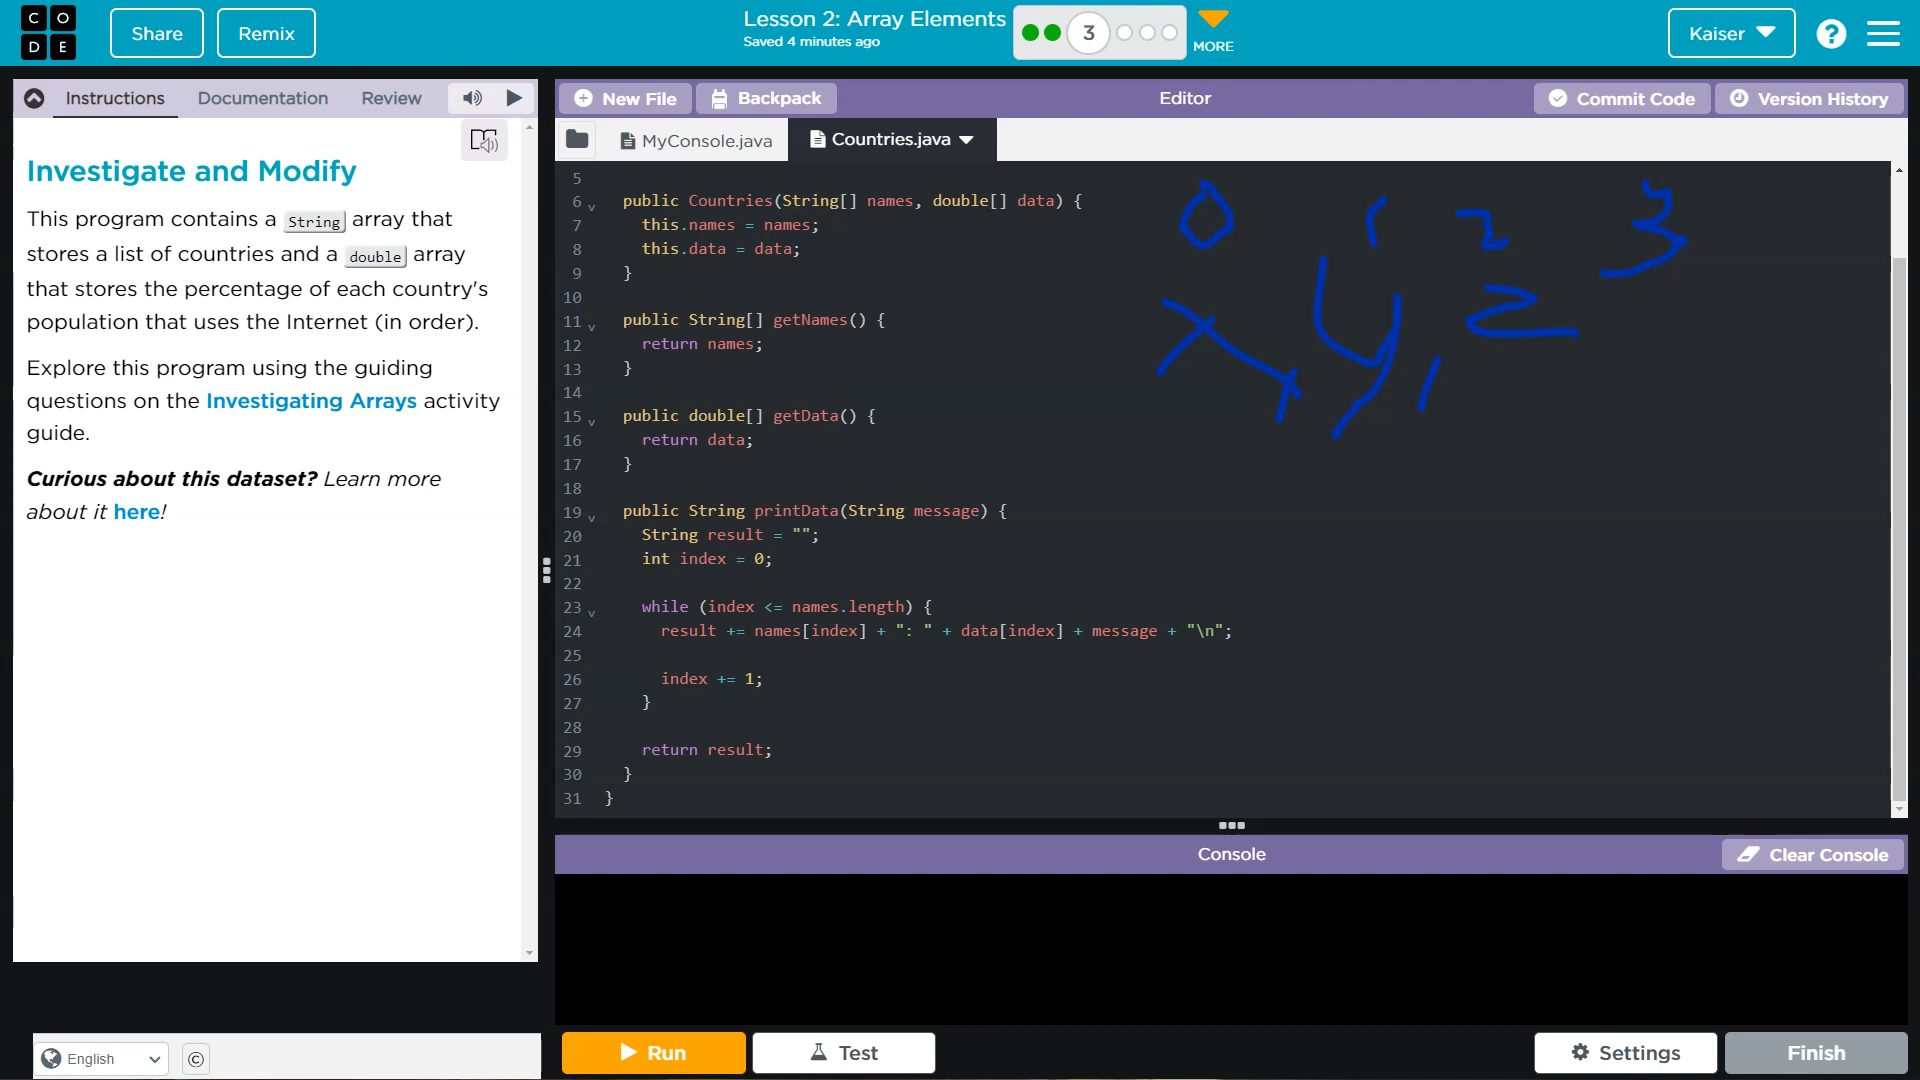 C O
D E
Share
Remix
Lesson 2: Array Elements
Saved 4 minutes ago
3
MORE
Kaiser
?
Instructions
Documentation
Review
New File
Backpack
Editor
Commit Code
Version History
MyConsole.java
Countries.java
Investigate and Modify
This program contains a String array that
stores a list of countries and a double array
that stores the percentage of each country's
population that uses the Internet (in order).
Explore this program using the guiding
questions on the Investigating Arrays activity
guide.
Curious about this dataset? Learn more
about it here!
5
6 public Countries(String[] names, double[] data) {
7 this.names = names;
8 this.data = data;
9 }
10
11 public String[] getNames() {
12 return names;
13 }
14
15 public double[] getData() {
16 return data;
17 }
18
19 public String printData(String message) {
20 String result = "";
21 int index = 0;
22
23 while (index <= names.length) {
24 result += names[index] + ": " + data[index] + message + "\n";
25
26 index += 1;
27 }
28
29 return result;
30 }
31 }
0 1 2 3
x, y, z
Console
Clear Console
English
©
Run
Test
Settings
Finish